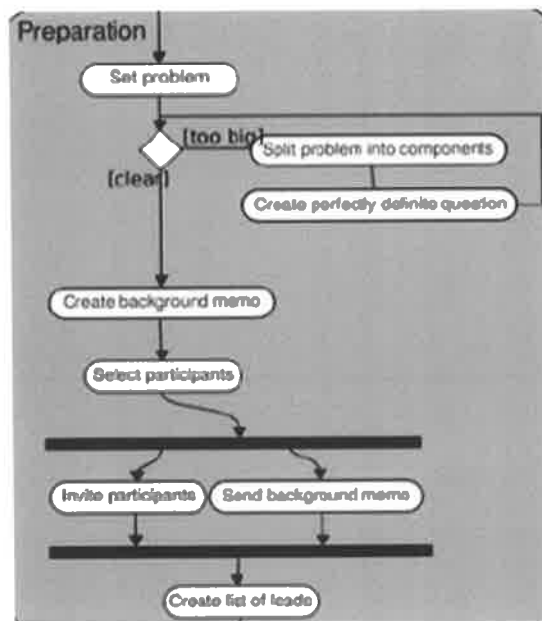 Preparation
Set problem
[too big]
Split problem into components
[clear]
Create perfectly definite question
Create background memo
Select participants
Invite participants
Send background memo
Create list of leads